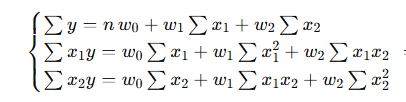 ∑ y = n w₀ + w₁ ∑ x₁ + w₂ ∑ x₂
∑ x₁y = w₀ ∑ x₁ + w₁ ∑ x₁² + w₂ ∑ x₁x₂
∑ x₂y = w₀ ∑ x₂ + w₁ ∑ x₁x₂ + w₂ ∑ x₂²